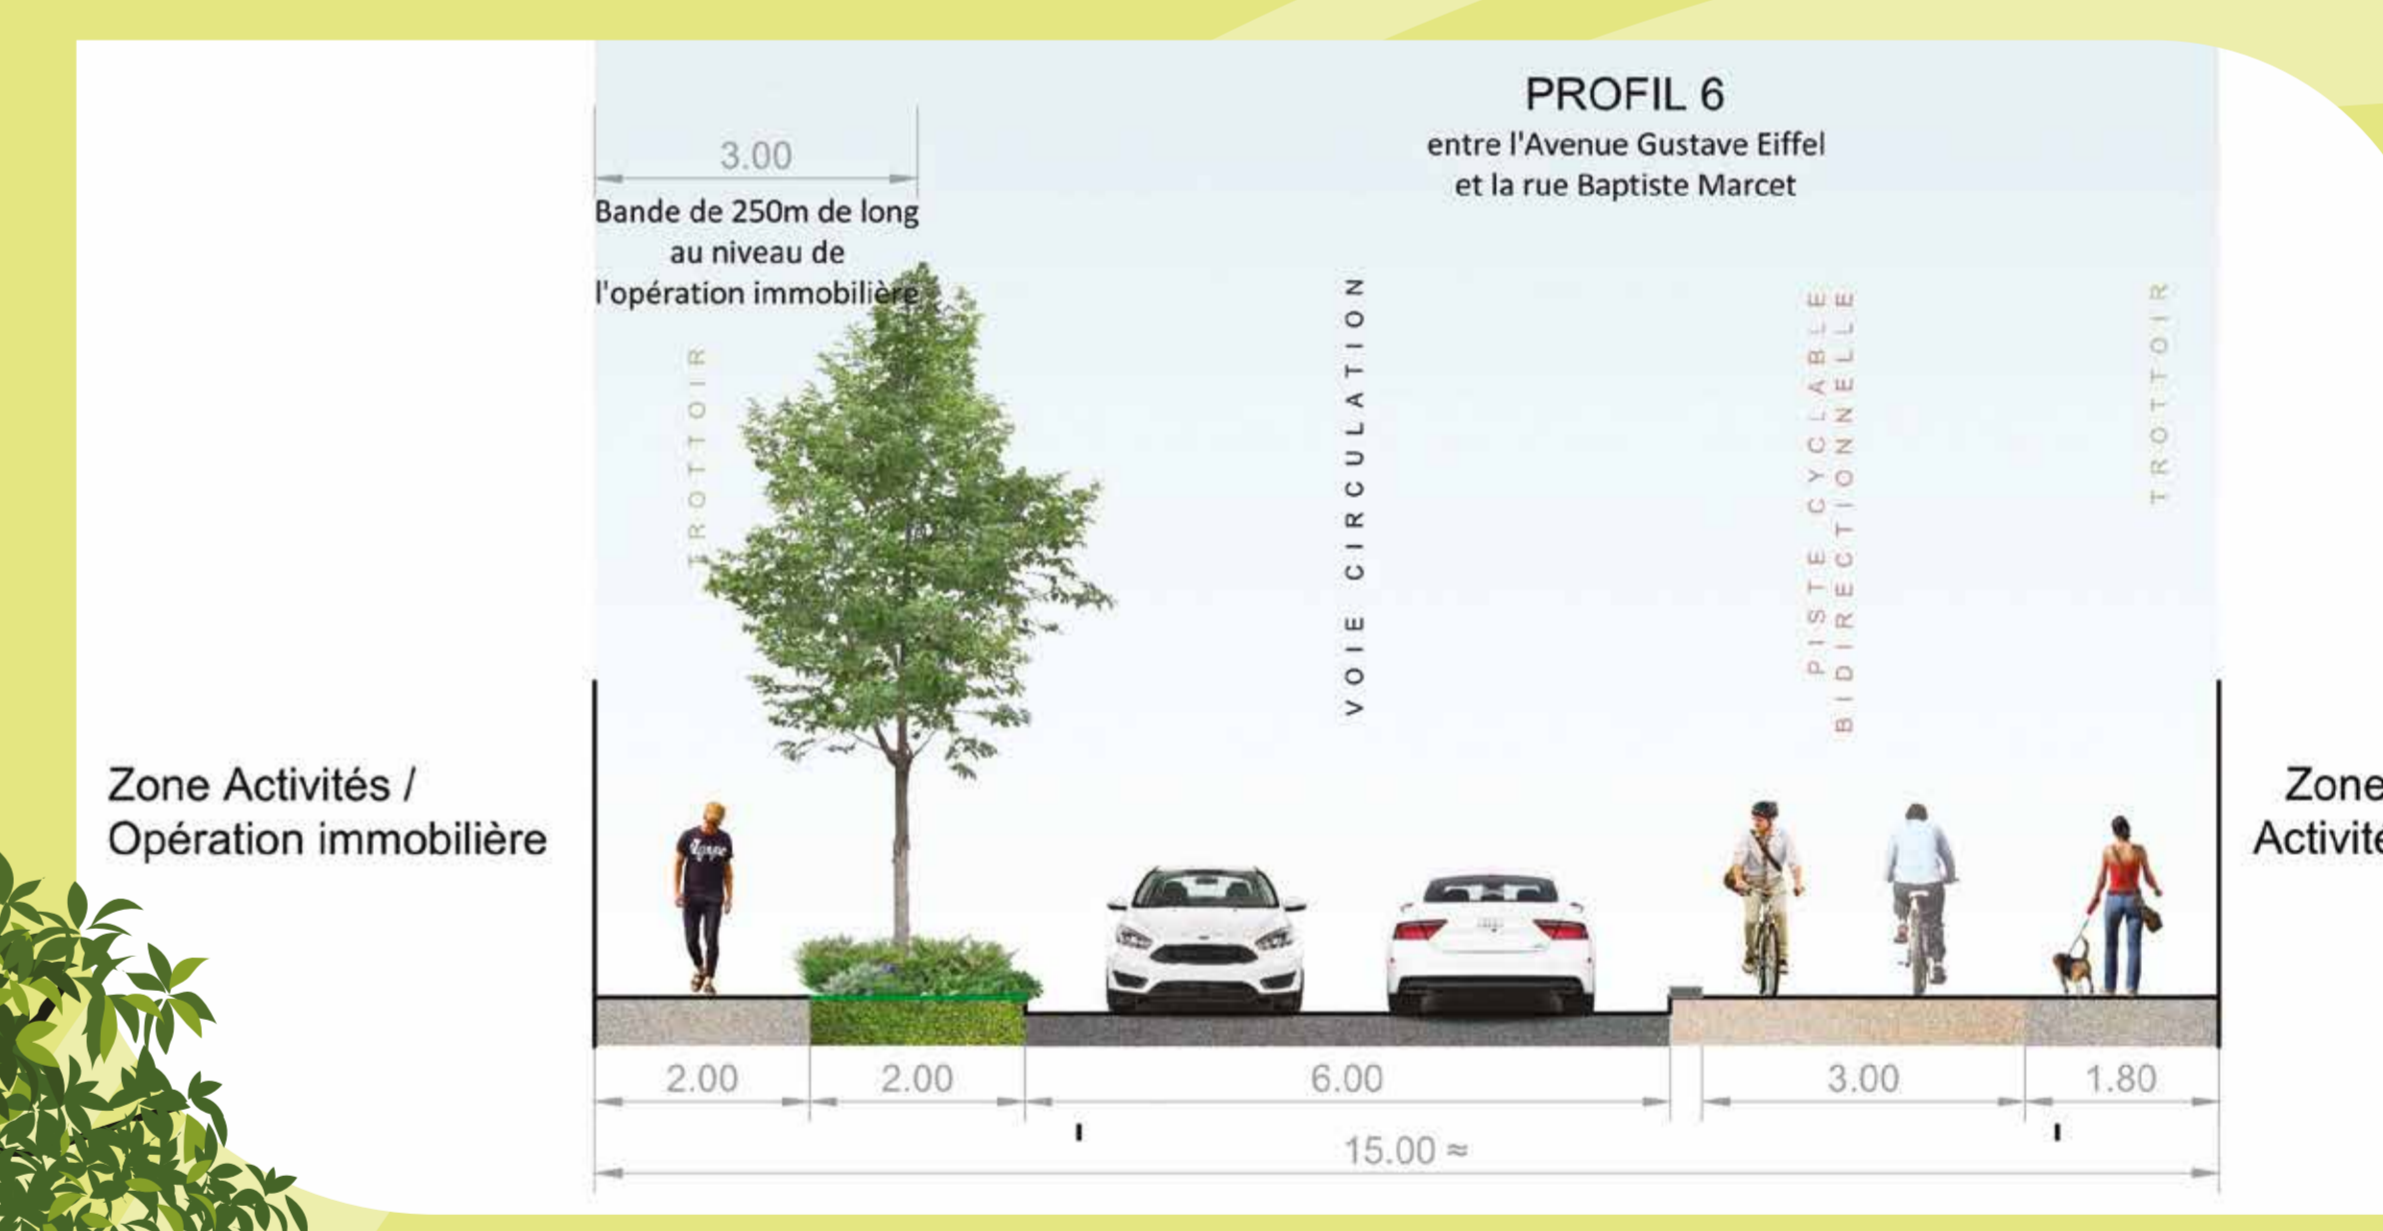 PROFIL 6
entre l'Avenue Gustave Eiffel
et la rue Baptiste Marcet
3.00
Bande de 250m de long
au niveau de
l'opération immobilière
TROTTOIR
VOIE CIRCULATION
PISTE CYCLABLE
BIDIRECTIONNELLE
TROTTOIR
Zone Activités /
Opération immobilière
Zone
Activité
2.00
2.00
6.00
3.00
1.80
15.00 ≈